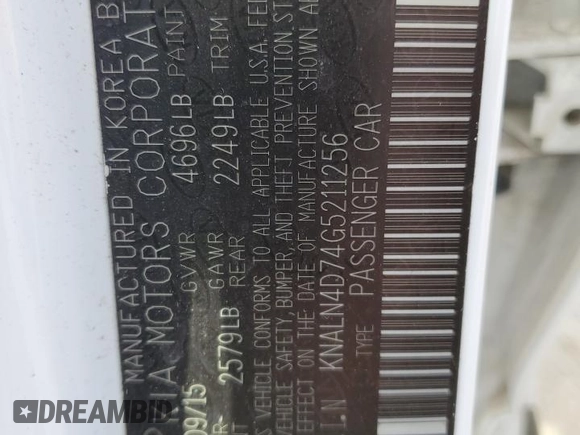 MANUFACTURED IN KOREA B
KIA MOTORS CORPORAT
09/15 GVWR 4696LB PAINT
2579LB GAWR REAR 2249LB TRIM
VEHICLE CONFORMS TO ALL APPLICABLE U.S.A. FE
VEHICLE SAFETY, BUMPER, AND THEFT PREVENTION ST
EFFECT ON THE DATE OF MANUFACTURE SHOWN A
KNALN4D74G5211256
TYPE PASSENGER CAR
DREAMBID